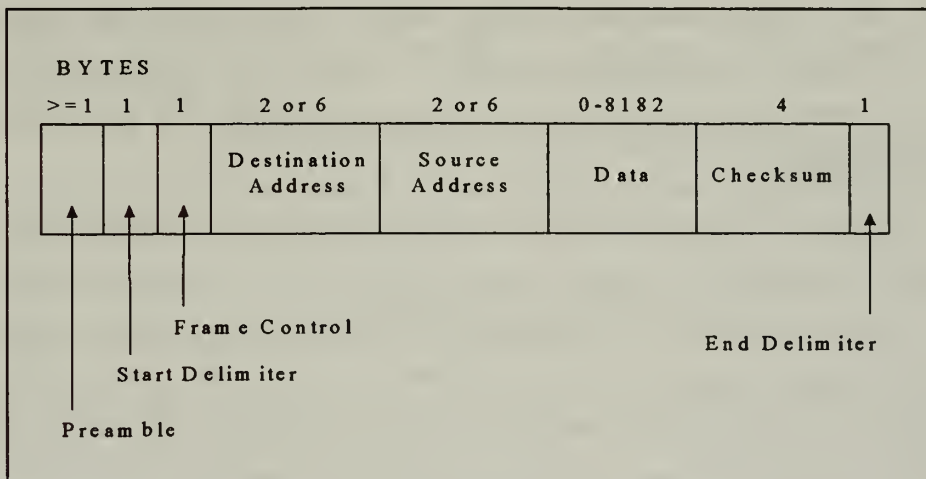 BYTES
>=1 1 1 2 or 6 2 or 6 0-8182 4 1
Destination Address
Source Address
Data
Checksum
Frame Control
End Delimiter
Start Delimiter
Preamble